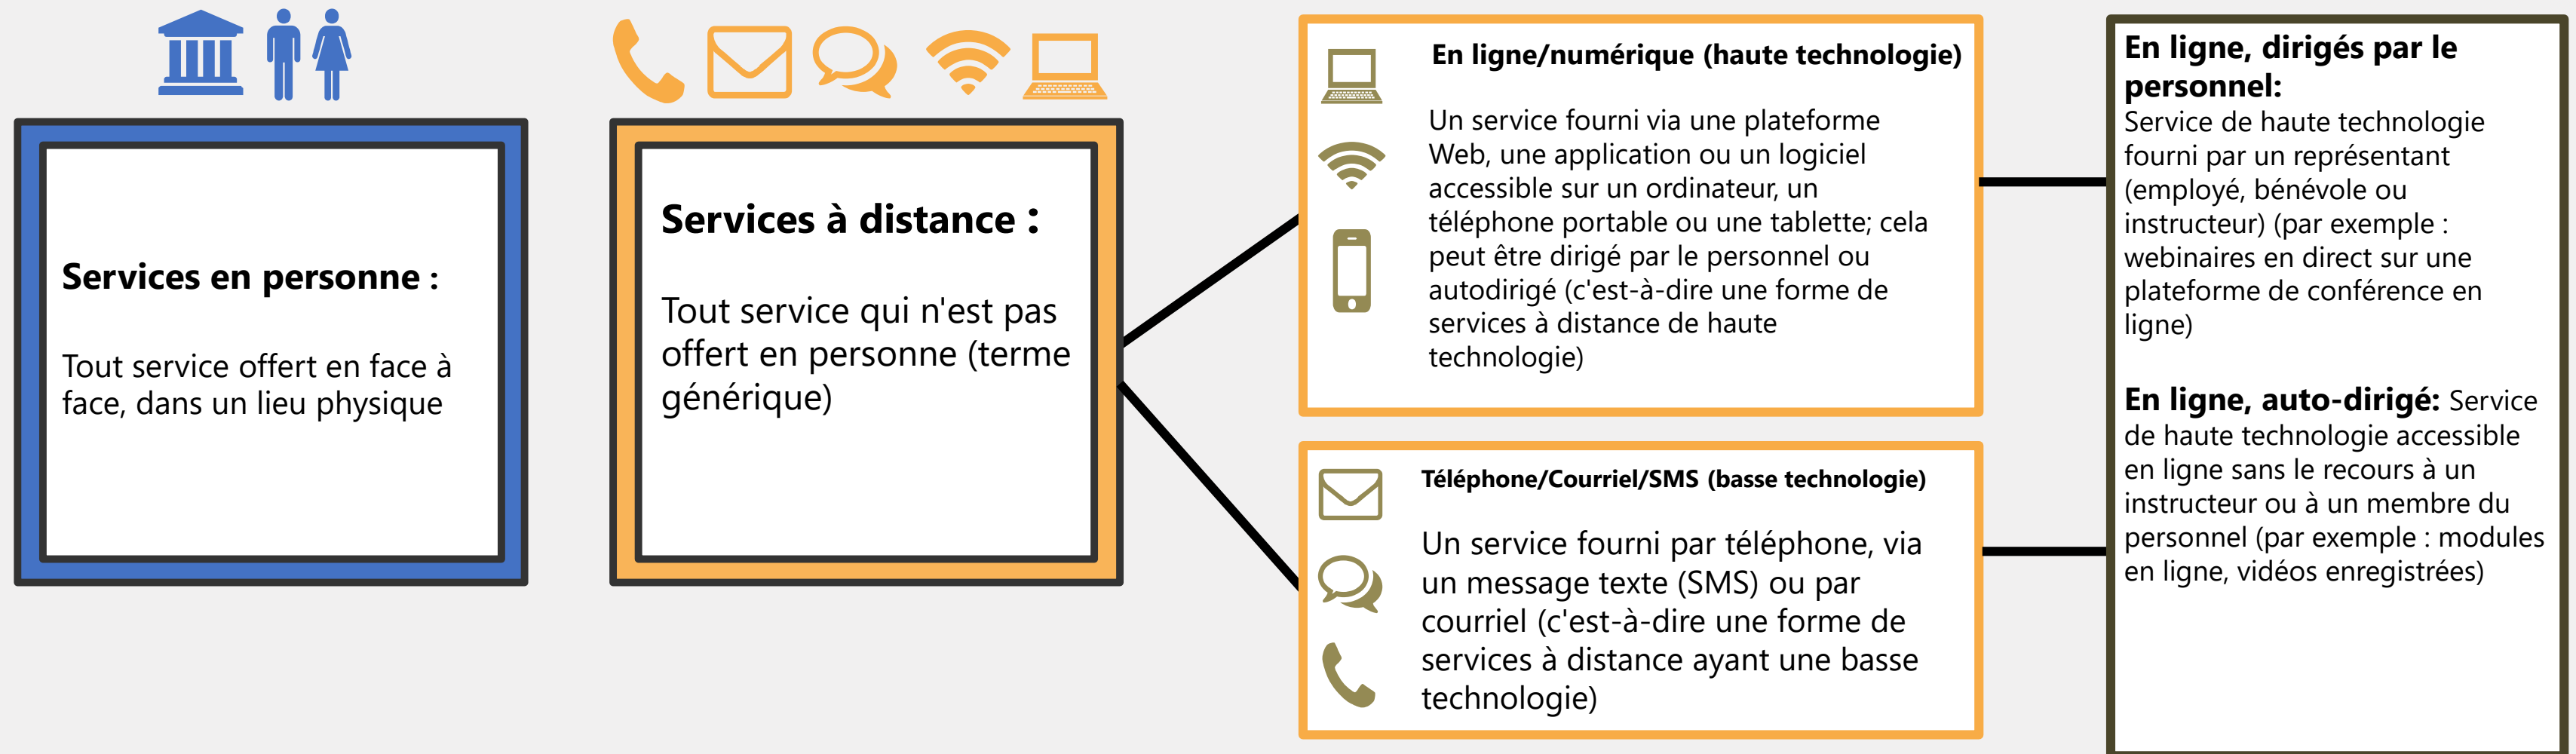 Services en personne :
Tout service offert en face à
face, dans un lieu physique
Services à distance :
Tout service qui n'est pas
offert en personne (terme
générique)
En ligne/numérique (haute technologie)
Un service fourni via une plateforme
Web, une application ou un logiciel
accessible sur un ordinateur, un
téléphone portable ou une tablette; cela
peut être dirigé par le personnel ou
autodirigé (c'est-à-dire une forme de
services à distance de haute
technologie)
Téléphone/Courriel/SMS (basse technologie)
Un service fourni par téléphone, via
un message texte (SMS) ou par
courriel (c'est-à-dire une forme de
services à distance ayant une basse
technologie)
En ligne, dirigés par le
personnel:
Service de haute technologie
fourni par un représentant
(employé, bénévole ou
instructeur) (par exemple :
webinaires en direct sur une
plateforme de conférence en
ligne)
En ligne, auto-dirigé: Service
de haute technologie accessible
en ligne sans le recours à un
instructeur ou à un membre du
personnel (par exemple : modules
en ligne, vidéos enregistrées)